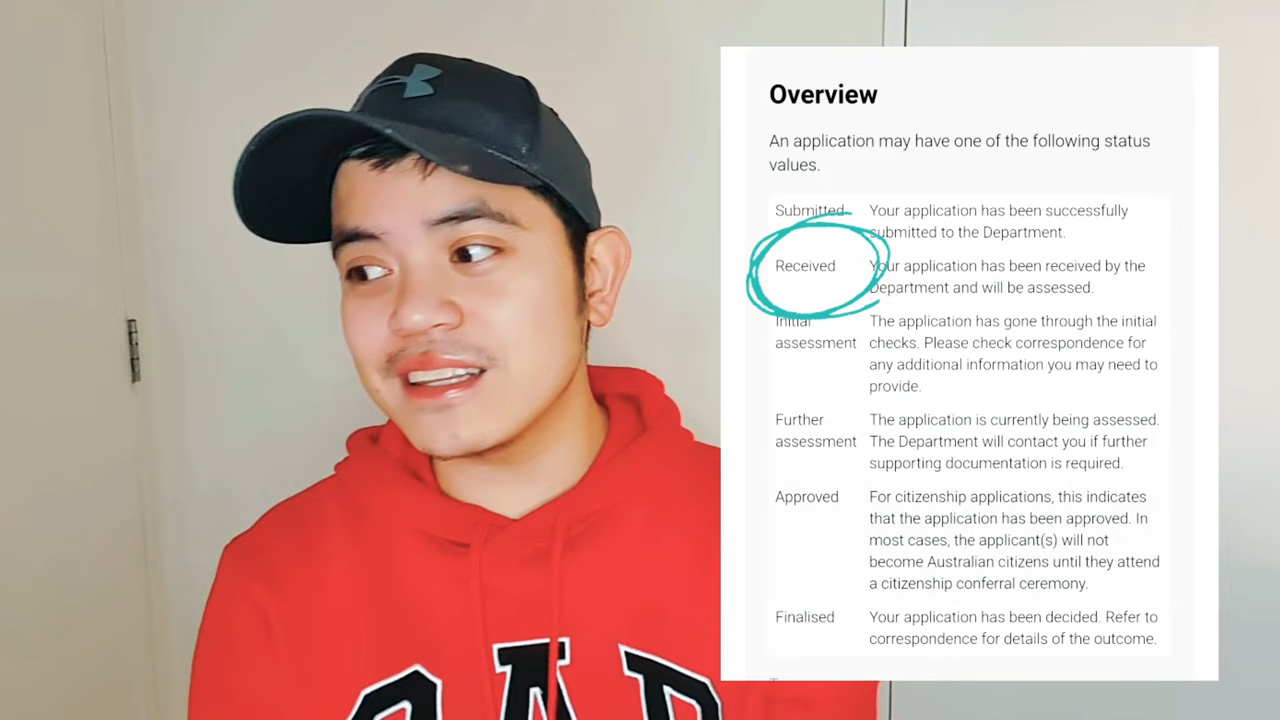 Overview
An application may have one of the following status
values.
Submitted Your application has been successfully
submitted to the Department.
Received Your application has been received by the
Department and will be assessed.
Initial The application has gone through the initial
assessment checks. Please check correspondence for
any additional information you may need to
provide.
Further The application is currently being assessed.
assessment The Department will contact you if further
supporting documentation is required.
Approved For citizenship applications, this indicates
that the application has been approved. In
most cases, the applicant(s) will not
become Australian citizens until they attend
a citizenship conferral ceremony.
Finalised Your application has been decided. Refer to
correspondence for details of the outcome.
GAP